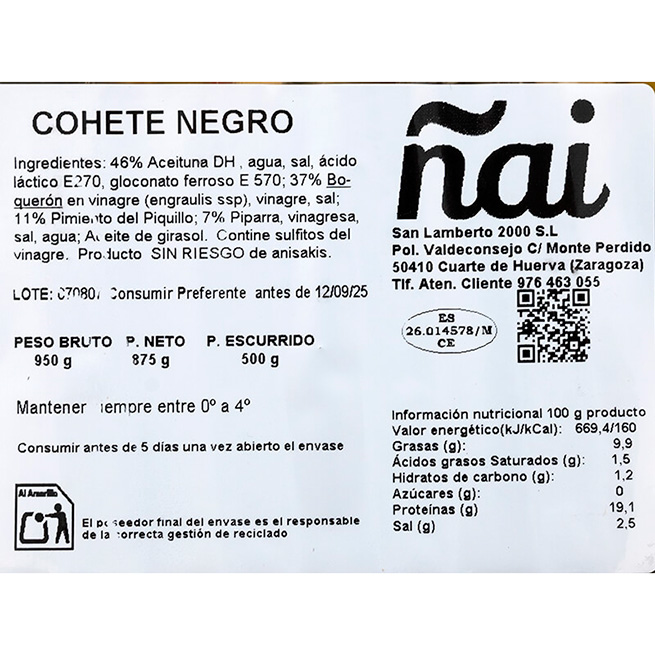 COHETE NEGRO
Ingredientes: 46% Aceituna DH , agua, sal, ácido
láctico E270, gloconato ferroso E 570; 37% Bo-
querón en vinagre (engraulis ssp), vinagre, sal;
11% Pimiento del Piquillo; 7% Piparra, vinagresa,
sal, agua; Aceite de girasol. Contine sulfitos del
vinagre. Producto SIN RIESGO de anisakis.
LOTE: Consumir Preferente antes de 12/09/25
PESO BRUTO P. NETO P. ESCURRIDO
950 g 875 g 500 g
Mantener siempre entre 0º a 4º
Consumir antes de 5 días una vez abierto el envase
Al Amarillo
El poseedor final del envase es el responsable
de la correcta gestión de reciclado
ñai
San Lamberto 2000 S.L
Pol. Valdeconsejo C/ Monte Perdido
50410 Cuarte de Huerva (Zaragoza)
Tlf. Aten. Cliente 976 463 055
ES
26.014578/M
CE
Información nutricional 100 g producto
Valor energético(kJ/kCal): 669,4/160
Grasas (g): 9,9
Ácidos grasos Saturados (g): 1,5
Hidratos de carbono (g): 1,2
Azúcares (g): 0
Proteínas (g): 19,1
Sal (g) 2,5